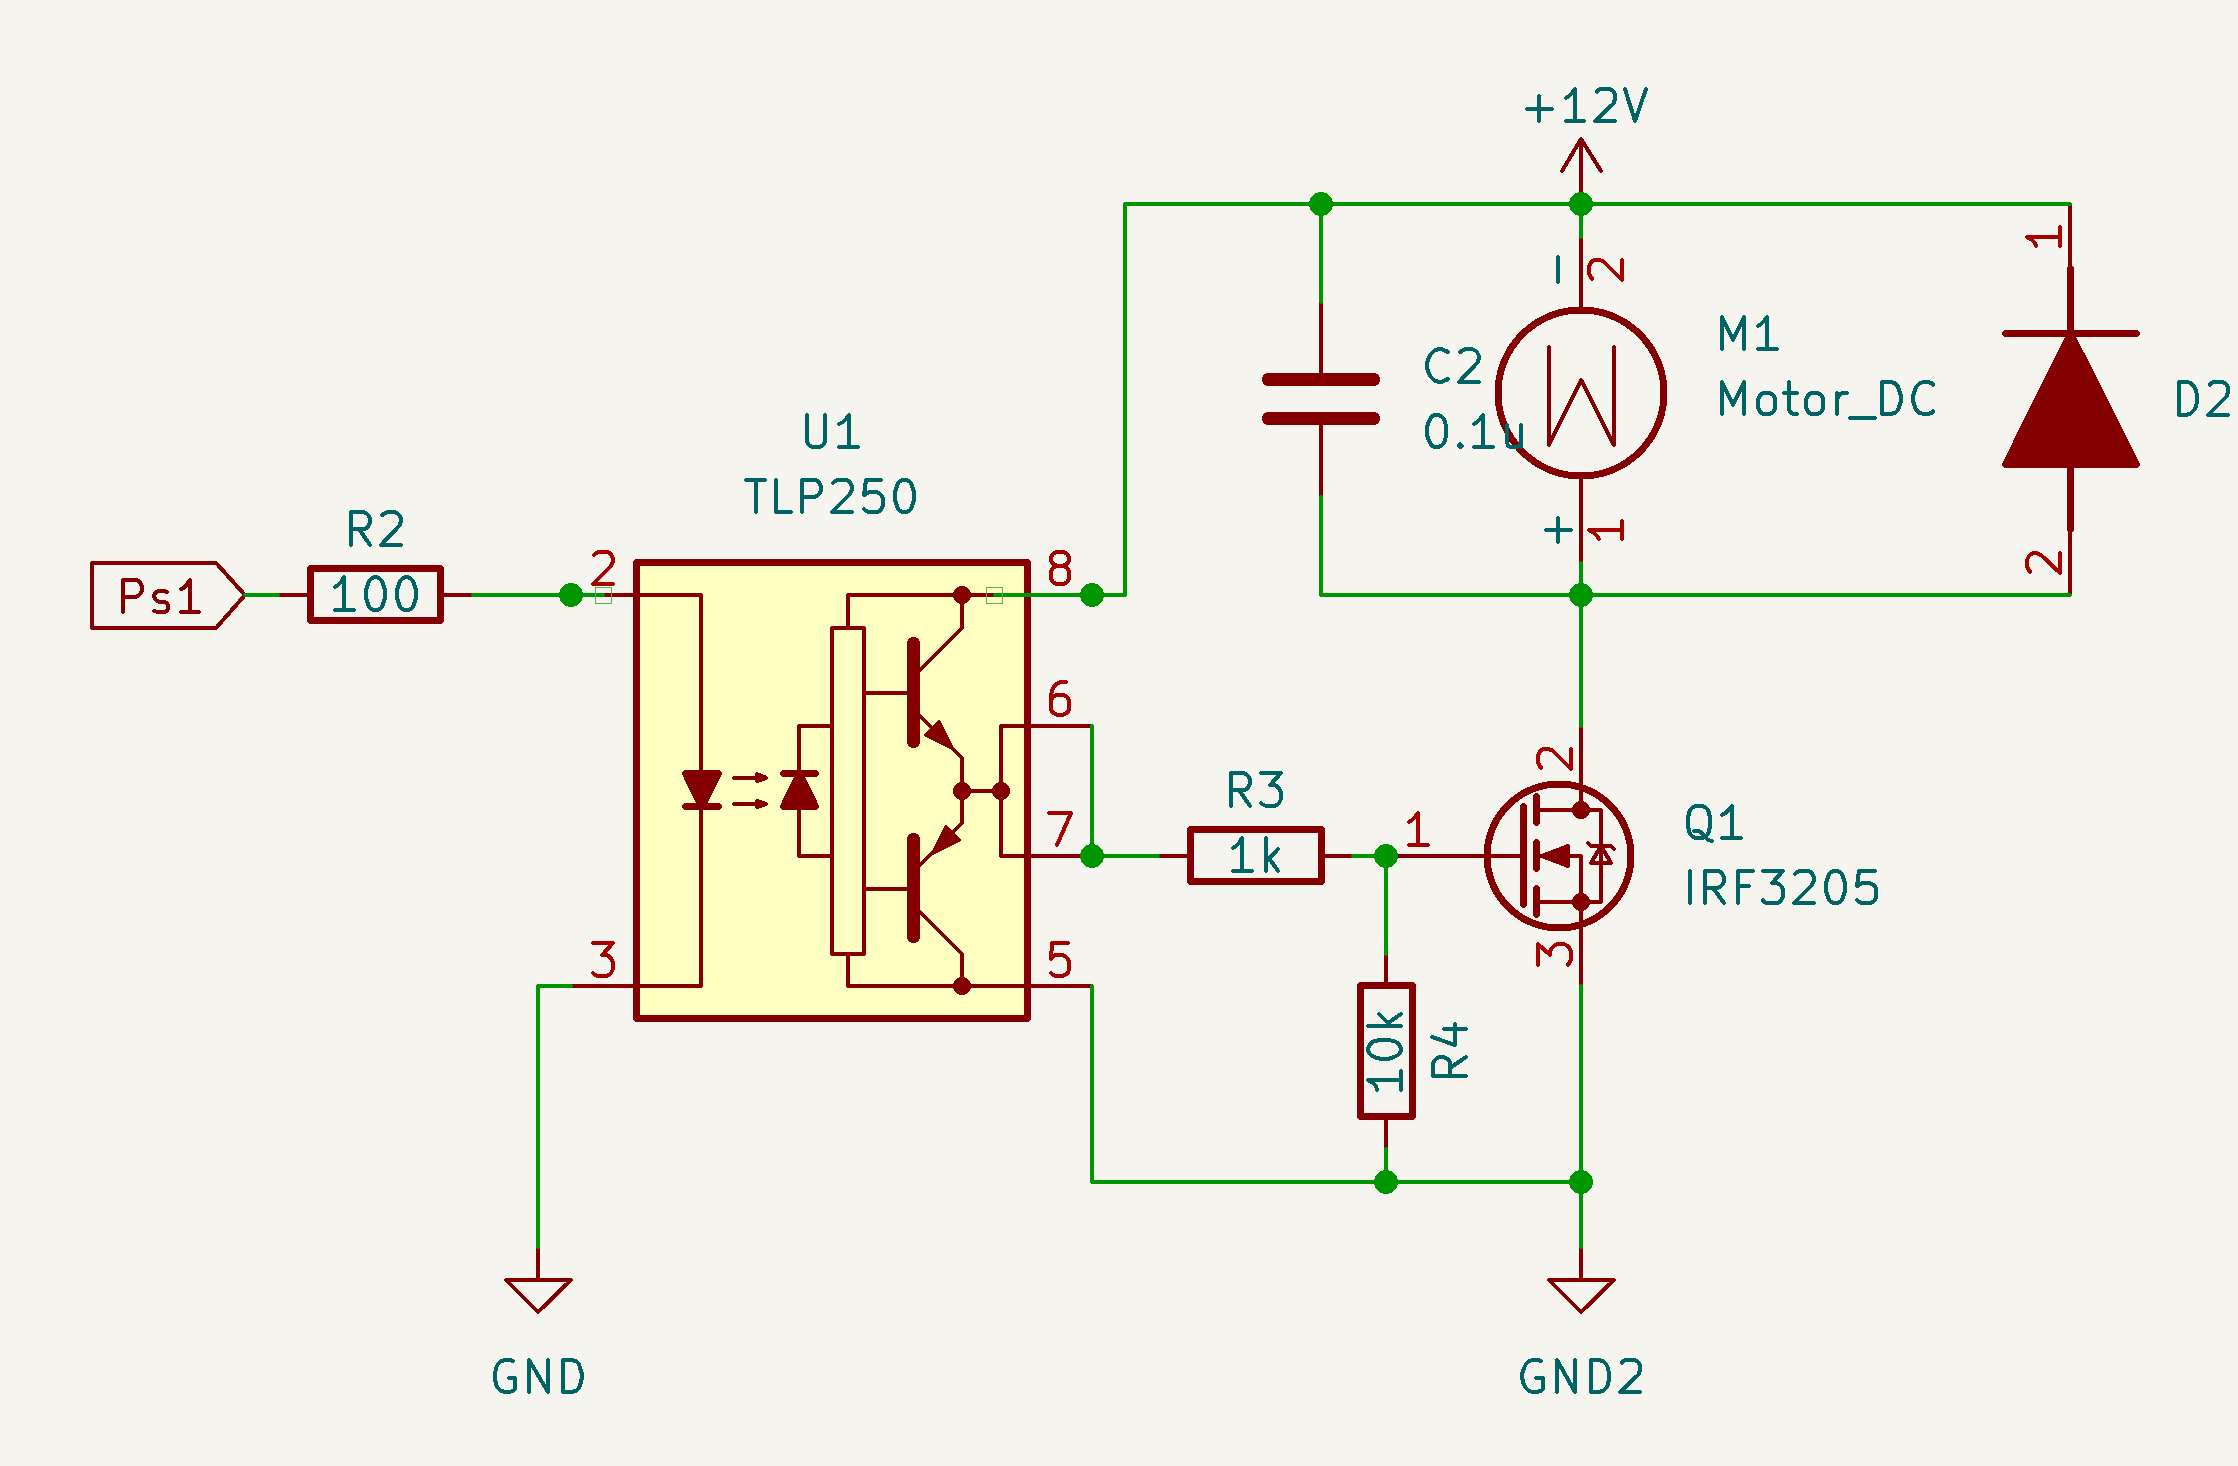 +12V
1
−
2
M1
Motor_DC
C2
0.1u
D2
U1
TLP250
+
1
2
R2
Ps1
100
2
8
6
7
R3
1k
1
2
Q1
IRF3205
3
3
5
10k
R4
GND
GND2